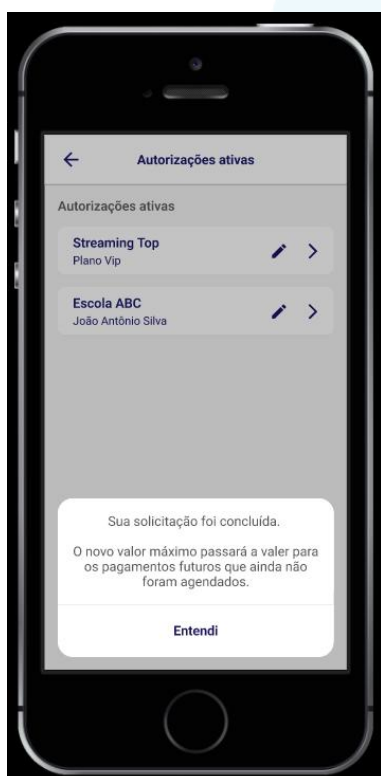 Autorizações ativas
Autorizações ativas
Streaming Top
Plano Vip
Escola ABC
João Antônio Silva
Sua solicitação foi concluída.
O novo valor máximo passará a valer para
os pagamentos futuros que ainda não
foram agendados.
Entendi